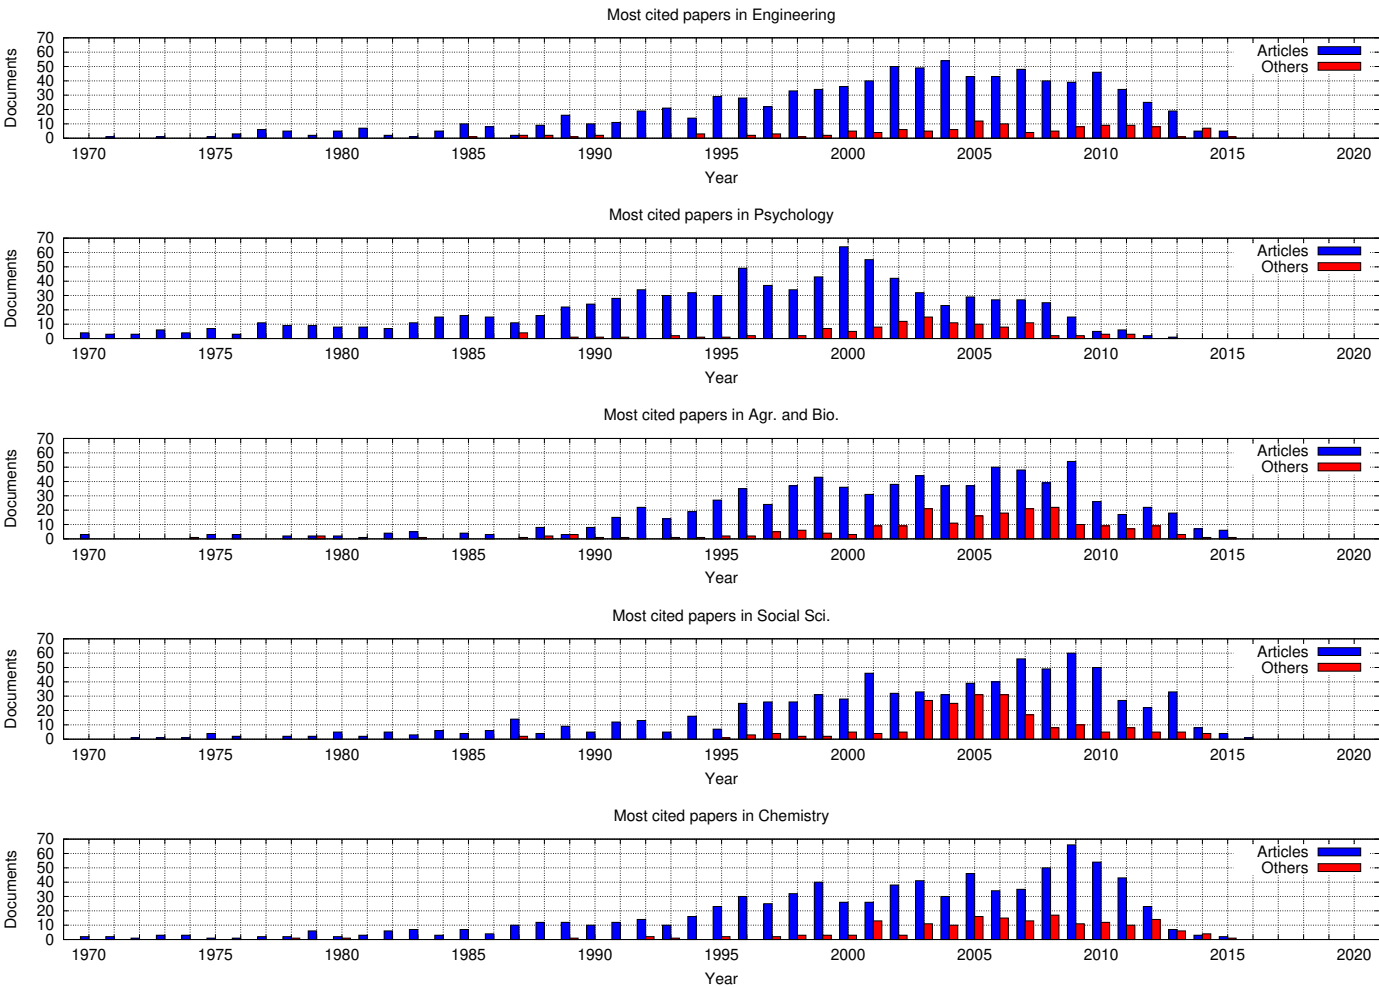 Most cited papers in Engineering
Documents
70
60
50
40
30
20
10
0
Articles
Others
1970 1975 1980 1985 1990 1995 2000 2005 2010 2015 2020
Year
Most cited papers in Psychology
Documents
70
60
50
40
30
20
10
0
Articles
Others
1970 1975 1980 1985 1990 1995 2000 2005 2010 2015 2020
Year
Most cited papers in Agr. and Bio.
Documents
70
60
50
40
30
20
10
0
Articles
Others
1970 1975 1980 1985 1990 1995 2000 2005 2010 2015 2020
Year
Most cited papers in Social Sci.
Documents
70
60
50
40
30
20
10
0
Articles
Others
1970 1975 1980 1985 1990 1995 2000 2005 2010 2015 2020
Year
Most cited papers in Chemistry
Documents
70
60
50
40
30
20
10
0
Articles
Others
1970 1975 1980 1985 1990 1995 2000 2005 2010 2015 2020
Year